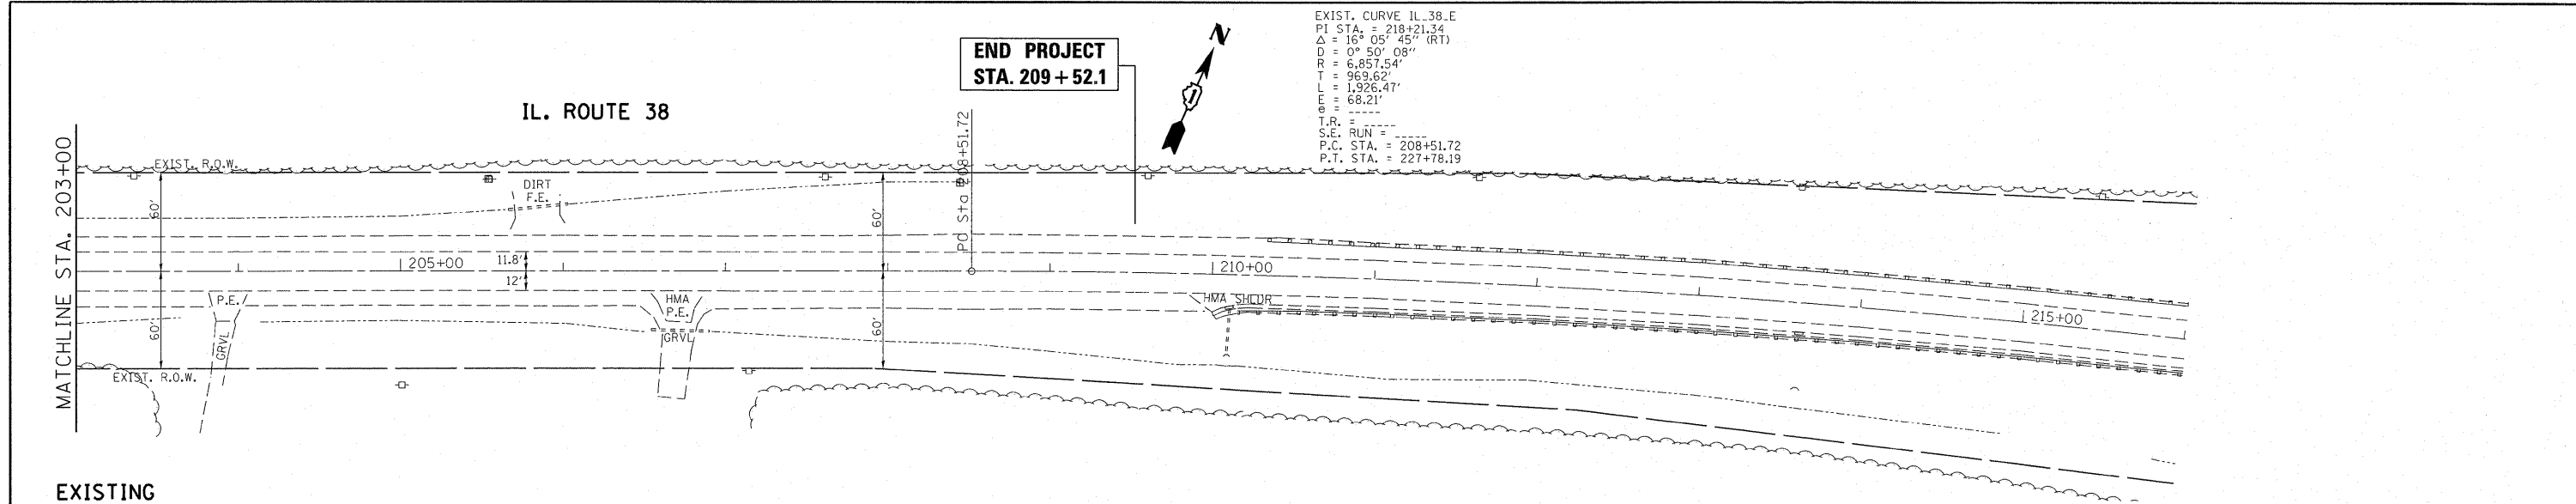 EXIST. CURVE IL_38_E
PI STA. = 218+21.34
Δ = 16° 05' 45" (RT)
D = 0° 50' 08"
R = 6,857.54'
T = 969.62'
L = 1,926.47'
E = 68.21'
e = _____
T.R. = _____
S.E. RUN = _____
P.C. STA. = 208+51.72
P.T. STA. = 227+78.19
END PROJECT
STA. 209+52.1
N
IL. ROUTE 38
MATCHLINE STA. 203+00
EXIST. R.O.W.
60'
DIRT
F.E.
60'
PC Sta 208+51.72
205+00
11.8'
12'
210+00
215+00
P.E.
GRVL
60'
HMA
P.E.
GRVL
60'
HMA SHLDR
EXIST. R.O.W.
EXISTING